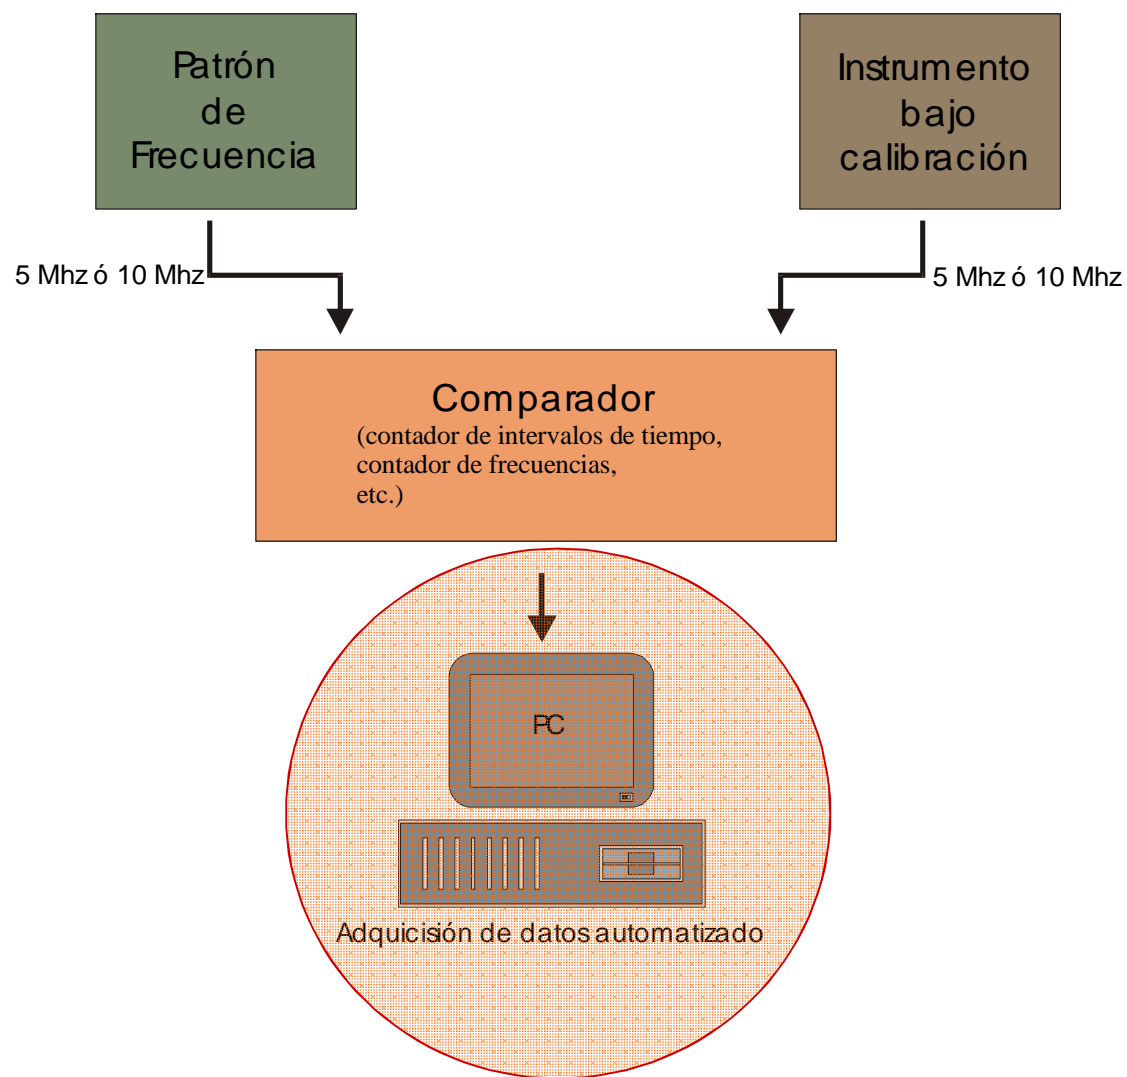 Patrón
de
Frecuencia
Instrumento
bajo
calibración
5 Mhz ó 10 Mhz
5 Mhz ó 10 Mhz
Comparador
(contador de intervalos de tiempo,
contador de frecuencias,
etc.)
PC
Adquicisión de datos automatizado